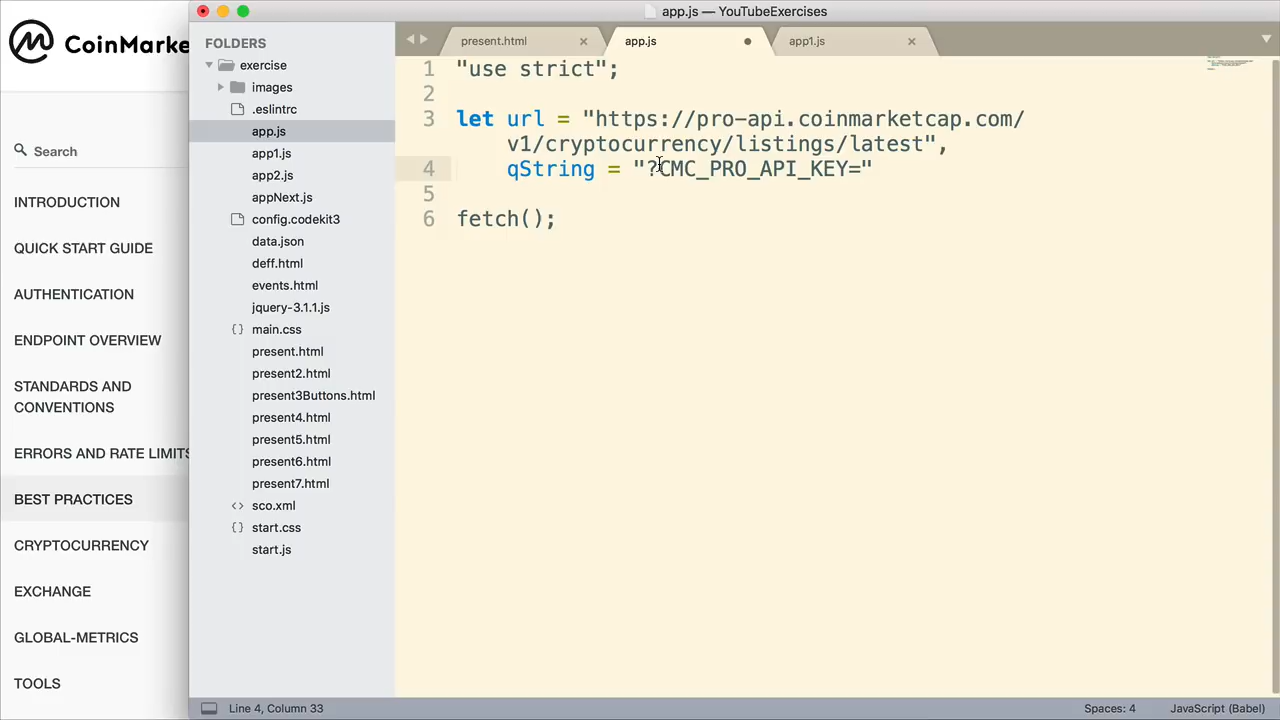 app.js — YouTubeExercises
CoinMarke
Search
INTRODUCTION
QUICK START GUIDE
AUTHENTICATION
ENDPOINT OVERVIEW
STANDARDS AND
CONVENTIONS
ERRORS AND RATE LIMITS
BEST PRACTICES
CRYPTOCURRENCY
EXCHANGE
GLOBAL-METRICS
TOOLS
FOLDERS
exercise
images
.eslintrc
app.js
app1.js
app2.js
appNext.js
config.codekit3
data.json
deff.html
events.html
jquery-3.1.1.js
{} main.css
present.html
present2.html
present3Buttons.html
present4.html
present5.html
present6.html
present7.html
<> sco.xml
{} start.css
start.js
present.html × app.js app1.js ×
1 "use strict";
2
3 let url = "https://pro-api.coinmarketcap.com/
v1/cryptocurrency/listings/latest",
4 qString = "?CMC_PRO_API_KEY="
5
6 fetch();
Line 4, Column 33 Spaces: 4 JavaScript (Babel)